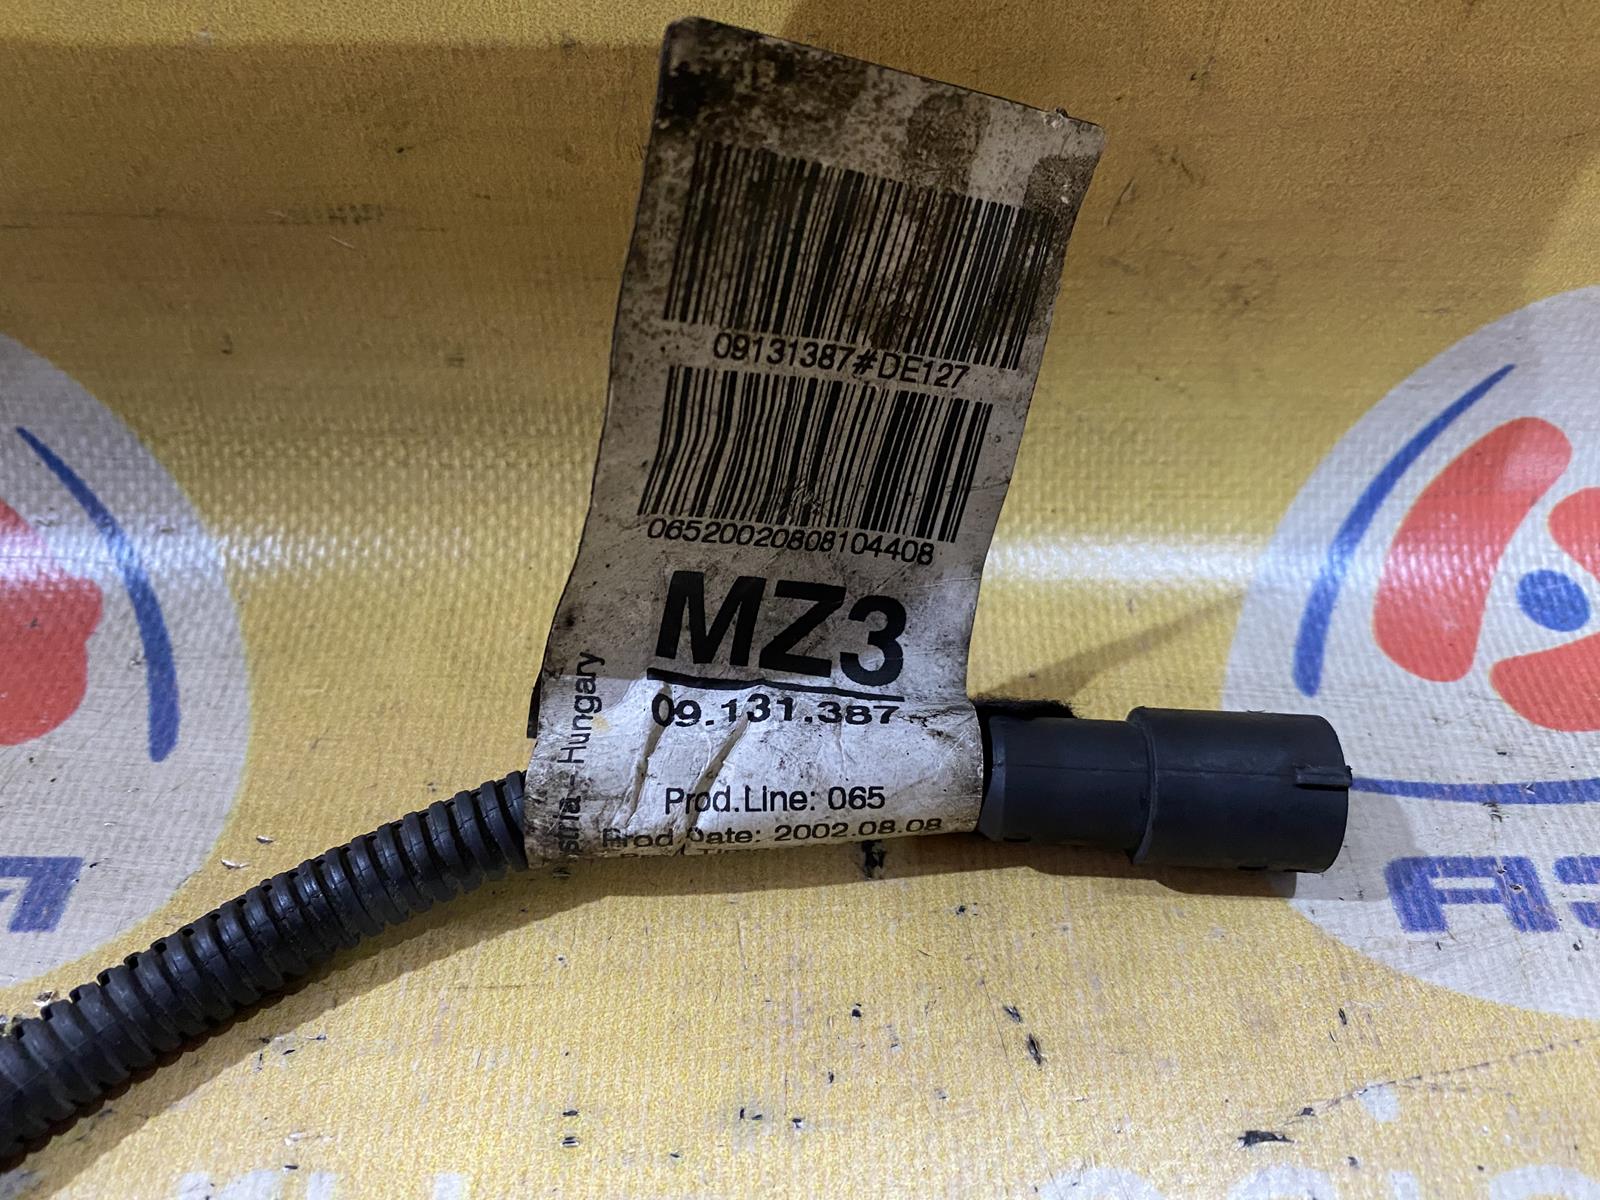 09131387#DE127
06520020808104408
MZ3
09.131.387
Prod.Line: 065
Prod Date: 2002.08.08
Hungary